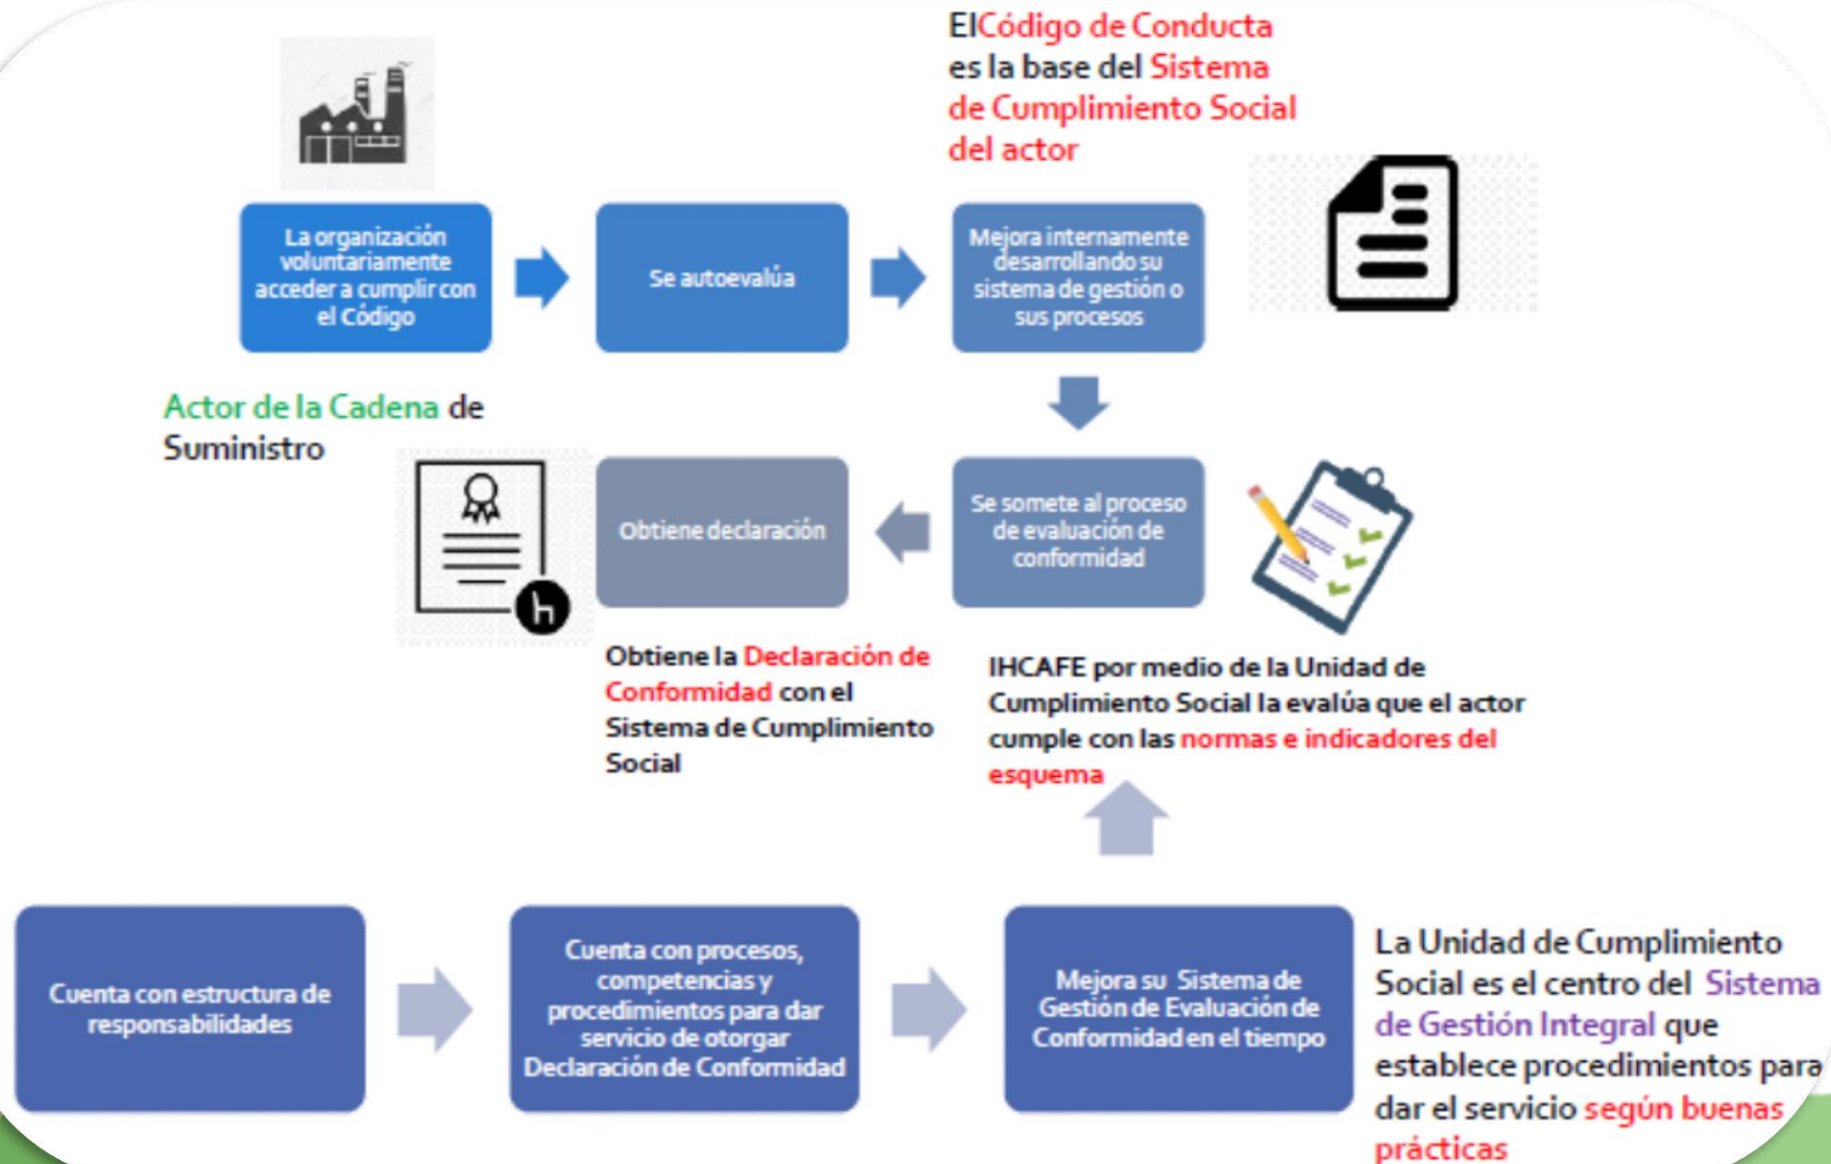 ElCódigo de Conducta
es la base del Sistema
de Cumplimiento Social
del actor
La organización
voluntariamente
acceder a cumplir con
el Código
Se autoevalúa
Mejora internamente
desarrollando su
sistema de gestión o
sus procesos
Actor de la Cadena de
Suministro
Obtiene declaración
Se somete al proceso
de evaluación de
conformidad
h
Obtiene la Declaración de
Conformidad con el
Sistema de Cumplimiento
Social
IHCAFE por medio de la Unidad de
Cumplimiento Social la evalúa que el actor
cumple con las normas e indicadores del
esquema
Cuenta con estructura de
responsabilidades
Cuenta con procesos,
competencias y
procedimientos para dar
servicio de otorgar
Declaración de Conformidad
Mejora su Sistema de
Gestión de Evaluación de
Conformidad en el tiempo
La Unidad de Cumplimiento
Social es el centro del Sistema
de Gestión Integral que
establece procedimientos para
dar el servicio según buenas
prácticas